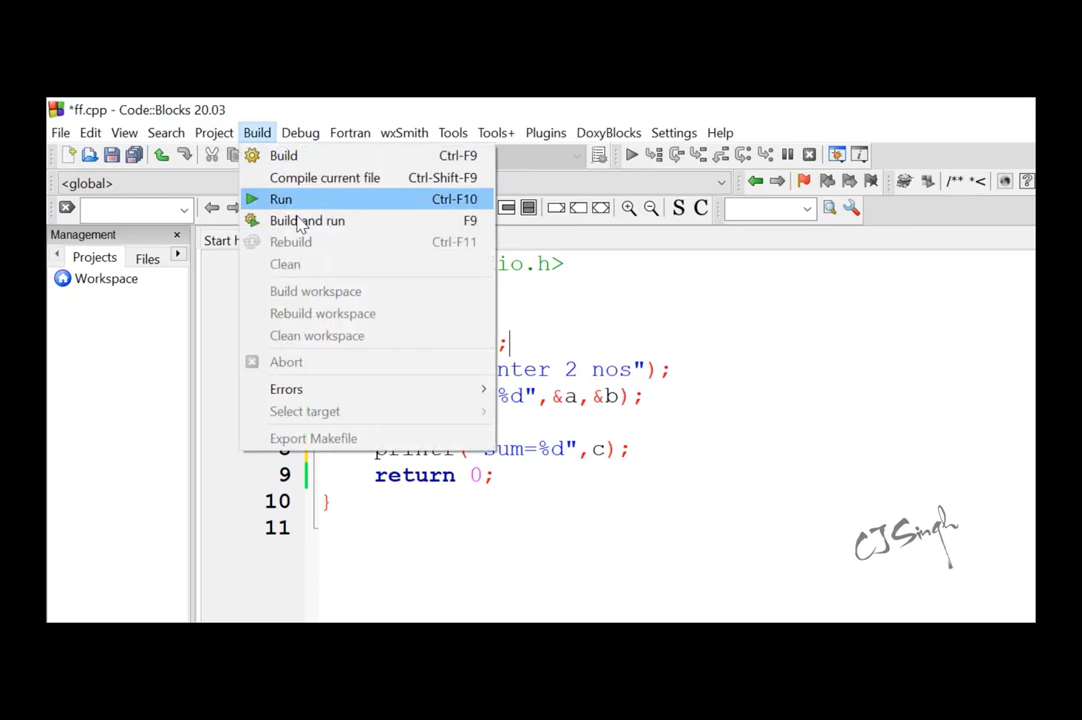 *ff.cpp - Code::Blocks 20.03
File Edit View Search Project Build Debug Fortran wxSmith Tools Tools+ Plugins DoxyBlocks Settings Help
<global>
Management
Projects Files
Workspace
Build Ctrl-F9
Compile current file Ctrl-Shift-F9
Run Ctrl-F10
Build and run F9
Rebuild Ctrl-F11
Clean
Build workspace
Rebuild workspace
Clean workspace
Abort
Errors
Select target
Export Makefile
S C
/** *<
Start h
io.h>
;
nter 2 nos");
%d",&a,&b);
8 printf("sum=%d",c);
9 return 0;
10 }
11
CJSingh